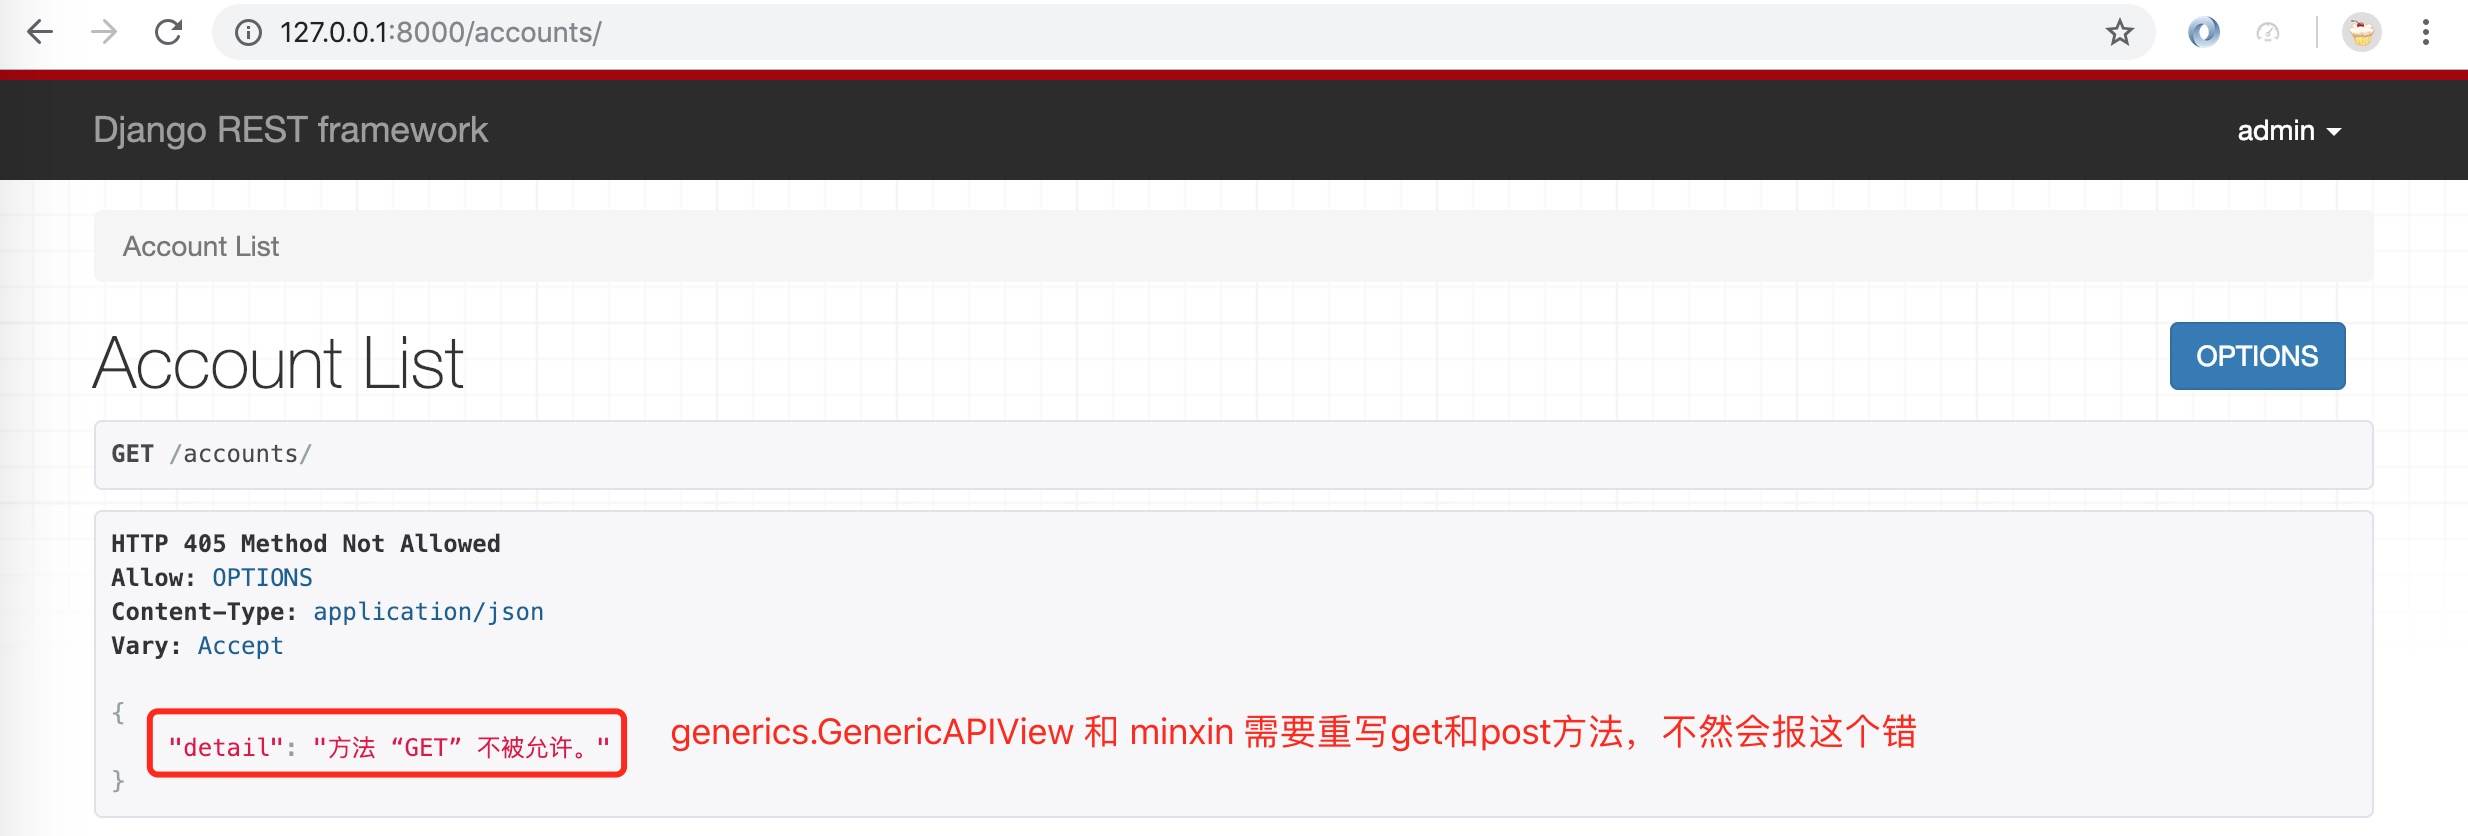 127.0.0.1:8000/accounts/
Django REST framework
admin
Account List
Account List
OPTIONS
GET /accounts/
HTTP 405 Method Not Allowed
Allow: OPTIONS
Content-Type: application/json
Vary: Accept
{
"detail": "方法 “GET” 不被允许。"
generics.GenericAPIView 和 minxin 需要重写get和post方法，不然会报这个错
}